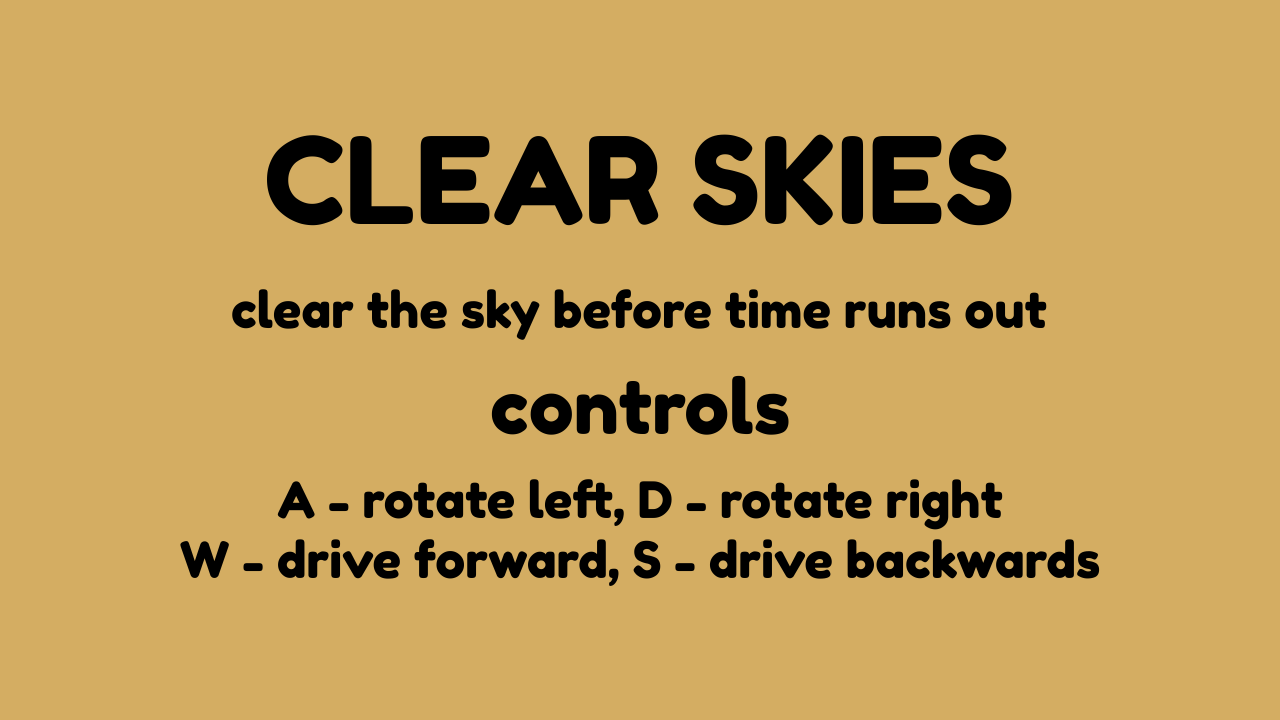 CLEAR SKIES
clear the sky before time runs out
controls
A - rotate left, D - rotate right
W - drive forward, S - drive backwards